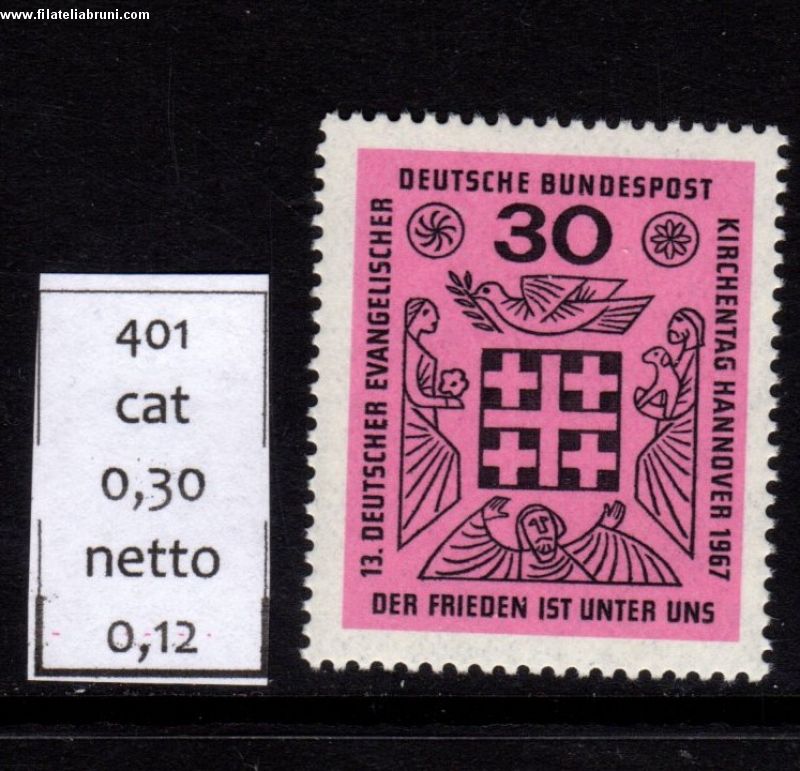 www.filateliabruni.com
401
cat
0,30
netto
0,12
DEUTSCHE BUNDESPOST
30
13. DEUTSCHER EVANGELISCHER
KIRCHENTAG HANNOVER 1967
DER FRIEDEN IST UNTER UNS